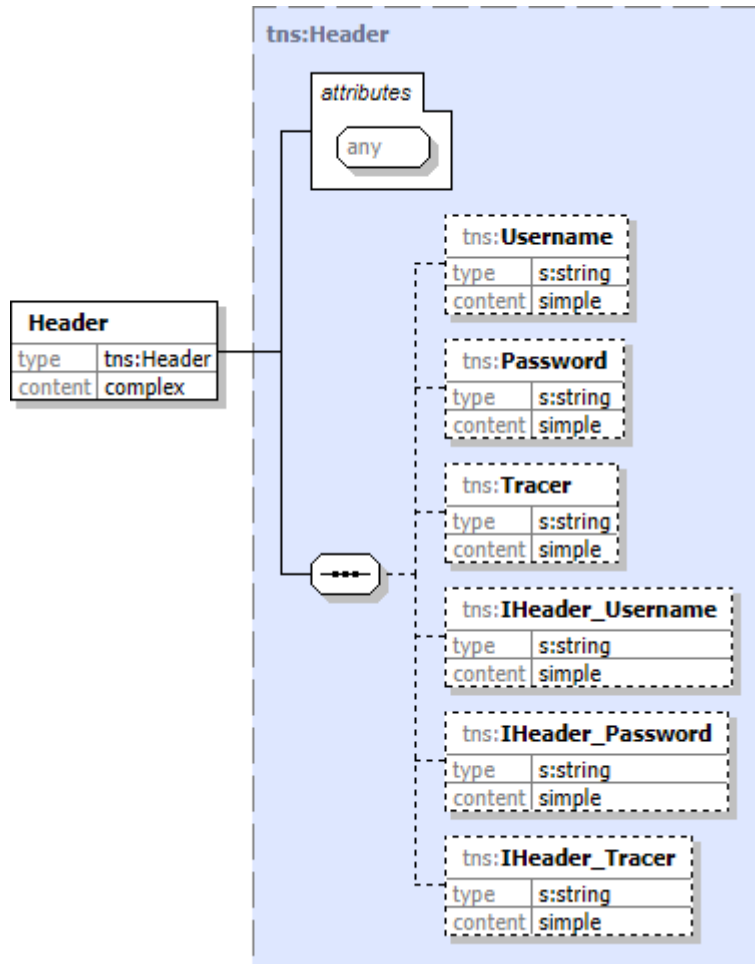 tns:Header
attributes
any
tns:Username
type s:string
content simple
Header
type tns:Header
content complex
tns:Password
type s:string
content simple
tns:Tracer
type s:string
content simple
tns:IHeader_Username
type s:string
content simple
tns:IHeader_Password
type s:string
content simple
tns:IHeader_Tracer
type s:string
content simple